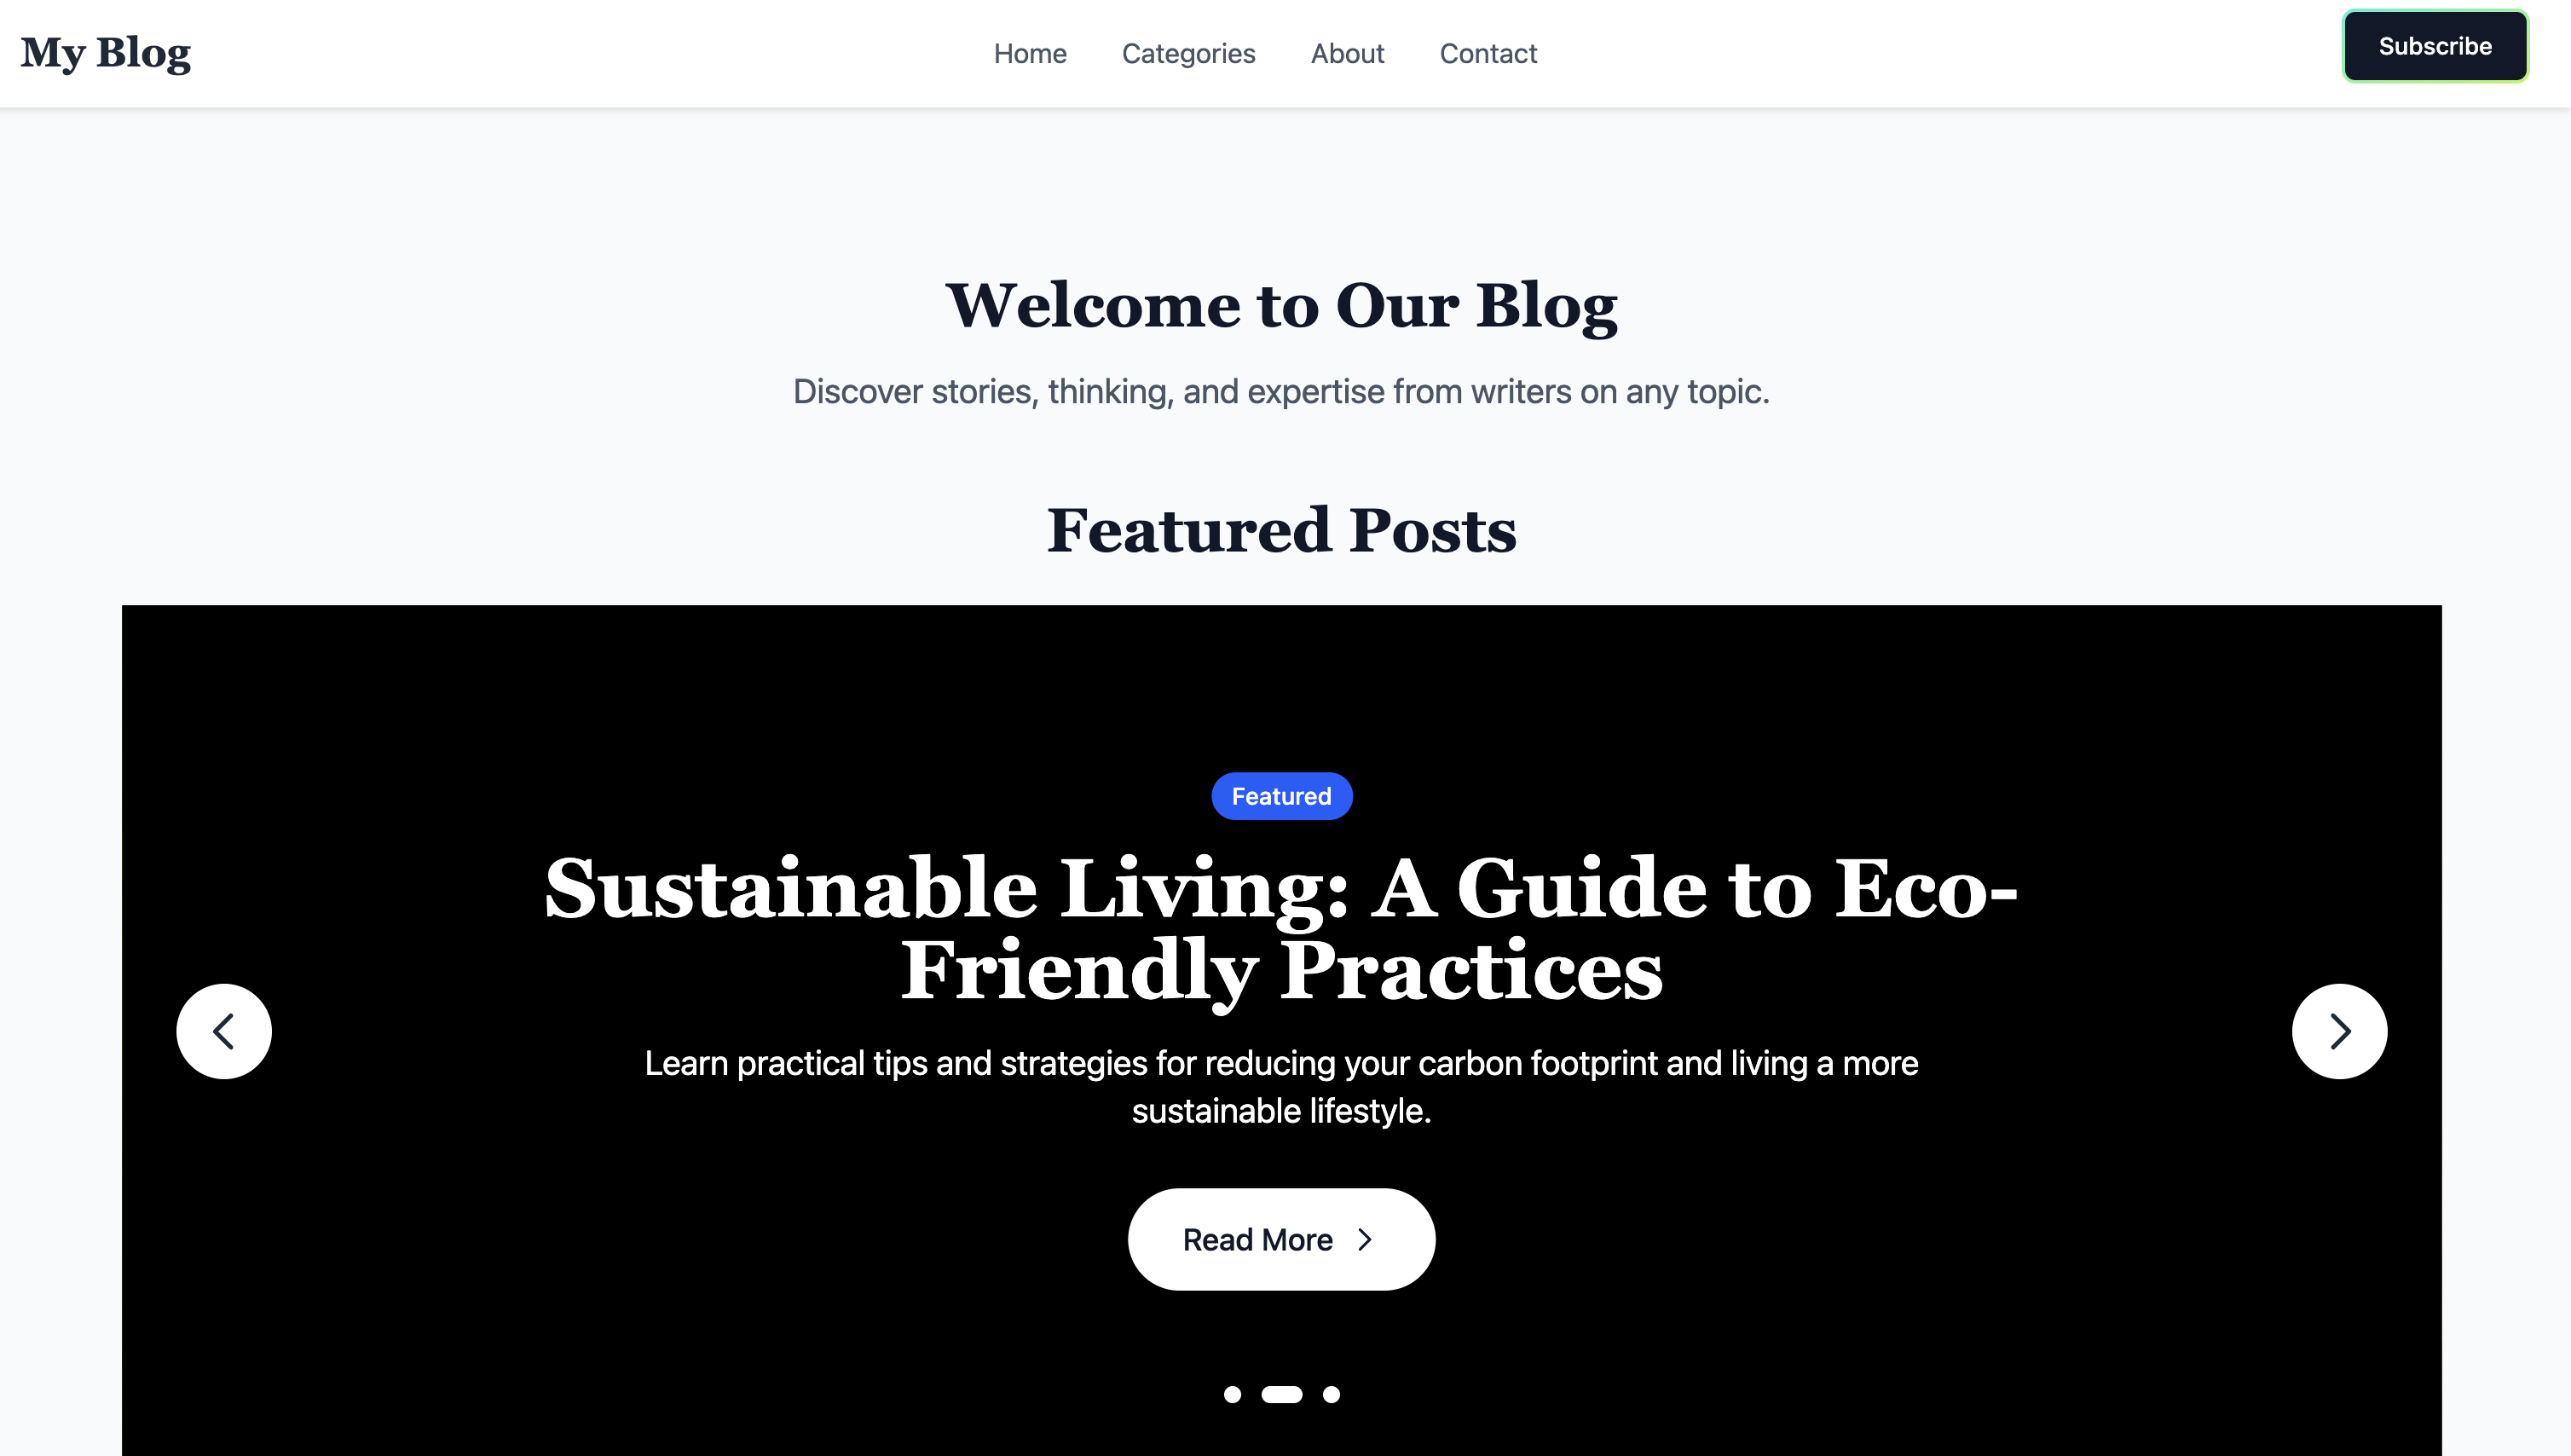 My Blog
Home
Categories
About
Contact
Subscribe
Welcome to Our Blog
Discover stories, thinking, and expertise from writers on any topic.
Featured Posts
Featured
Sustainable Living: A Guide to Eco-
Friendly Practices
Learn practical tips and strategies for reducing your carbon footprint and living a more
sustainable lifestyle.
Read More